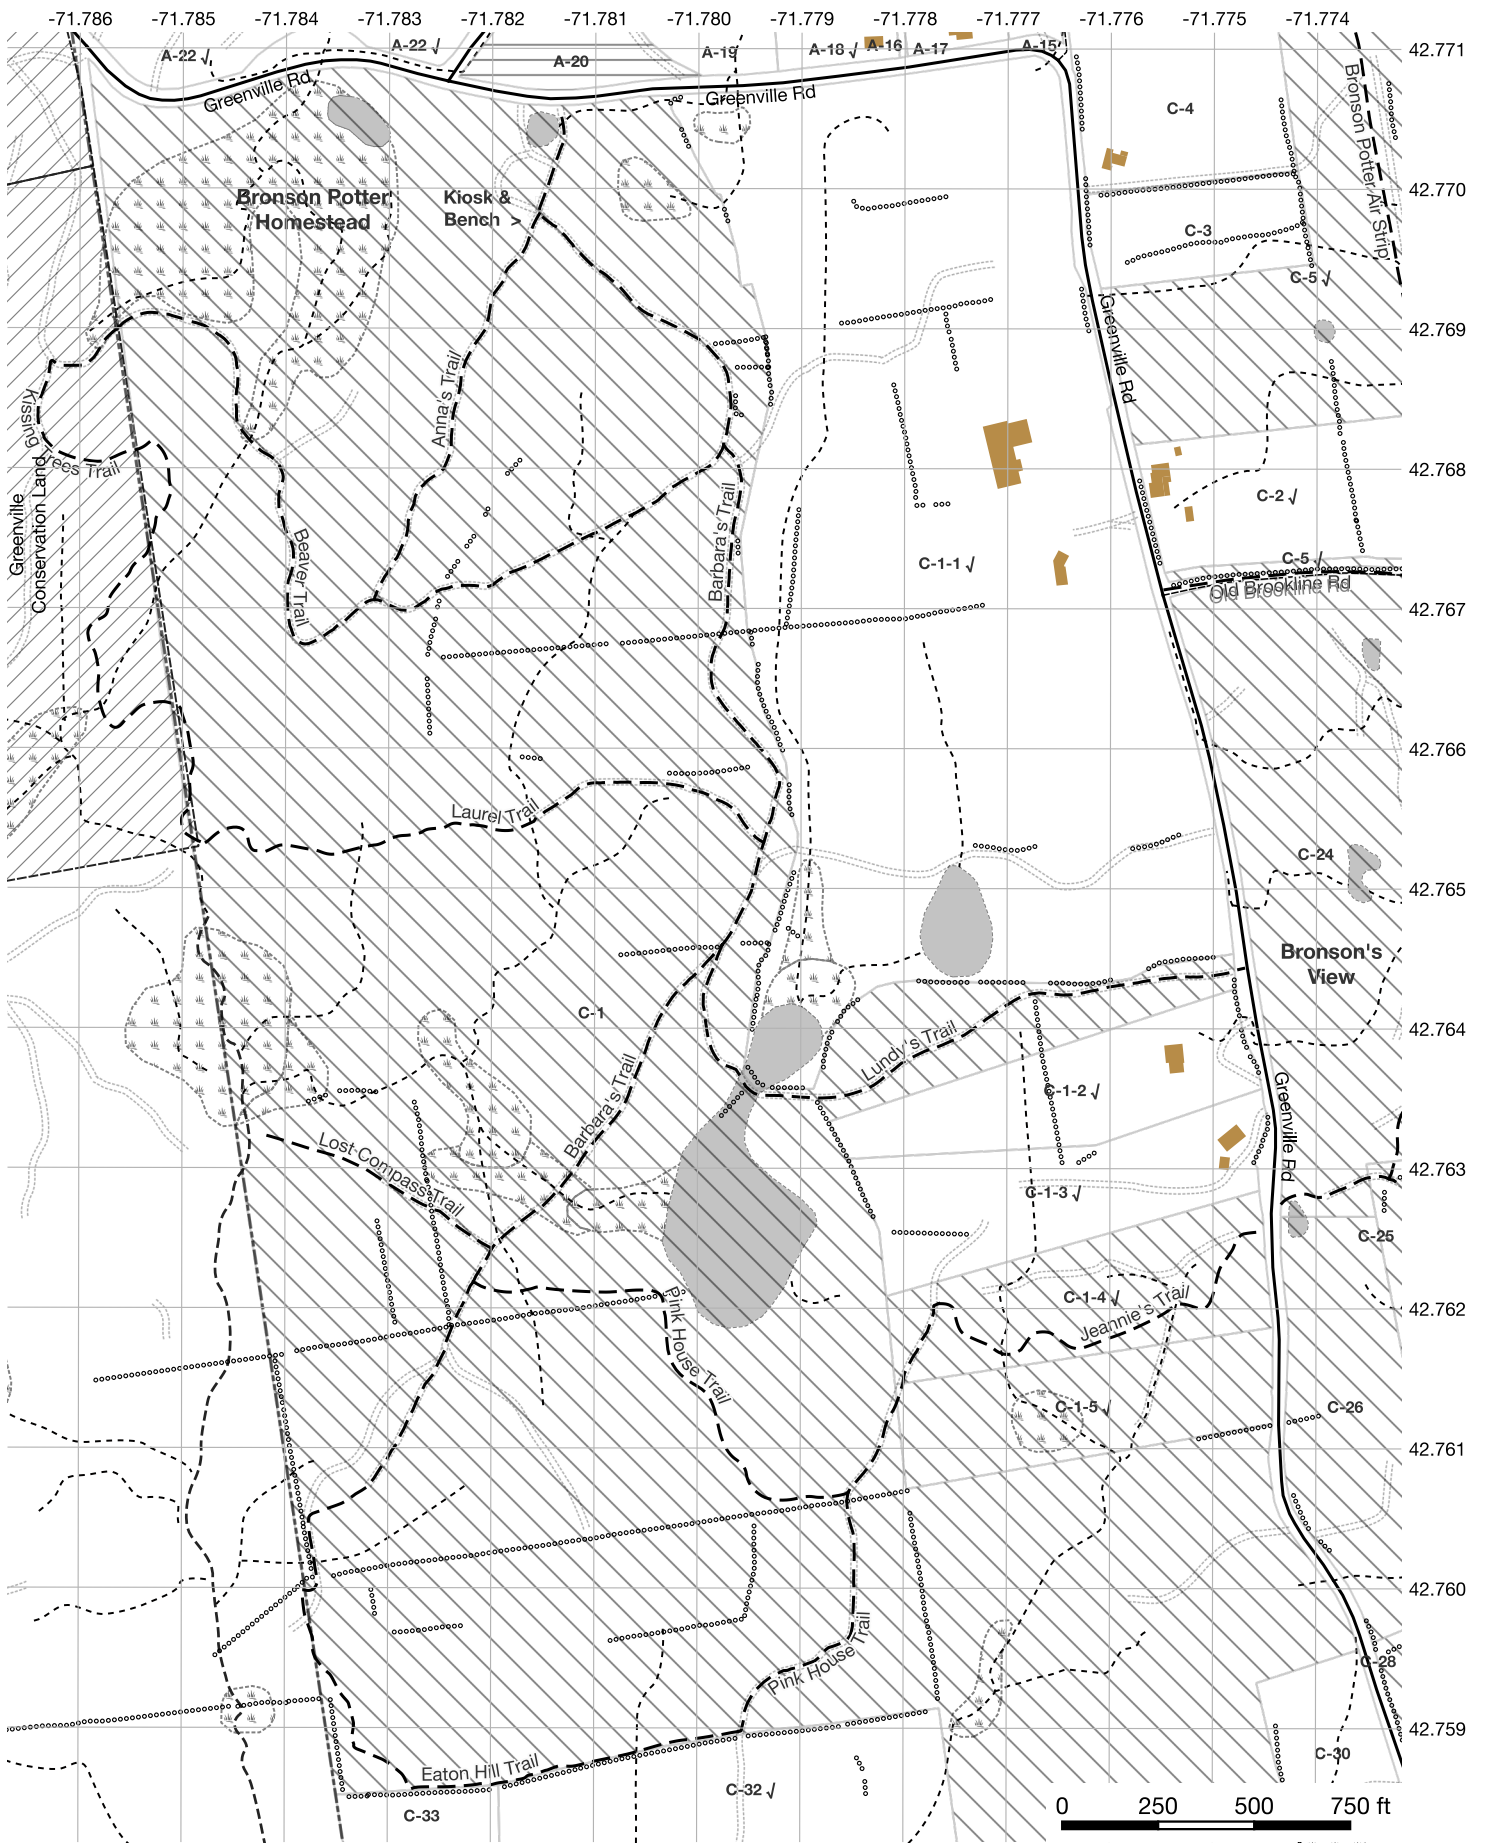 -71.786 -71.785 -71.784 -71.783 -71.782 -71.781 -71.780 -71.779 -71.778 -71.777 -71.776 -71.775 -71.774
A-22 √
A-22 √
A-20
A-19
A-18 √
A-16
A-17
A-15
42.771
Greenville Rd
Greenville Rd
Bronson Potter Air Strip
C-4
42.770
Bronson Potter
Homestead
Kiosk &
Bench >
C-3
C-5 √
42.769
Greenville Rd
Anna's Trail
Kissing
Trees Trail
42.768
C-2 √
Greenville
Conservation Land
Beaver Trail
Barbara's Trail
C-1-1 √
C-5 √
Old Brookline Rd
Old Brookline Rd
42.767
42.766
Laurel Trail
C-24
42.765
Bronson's
View
C-1
42.764
Lundy's Trail
Barbara's Trail
C-1-2 √
Greenville Rd
Lost Compass Trail
42.763
C-1-3 √
C-25
C-1-4 √
Jeannie's Trail
42.762
Pink House Trail
C-1-5 √
C-26
42.761
42.760
Pink House Trail
C-28
42.759
Eaton Hill Trail
C-30
C-32 √
C-33
0 250 500 750 ft